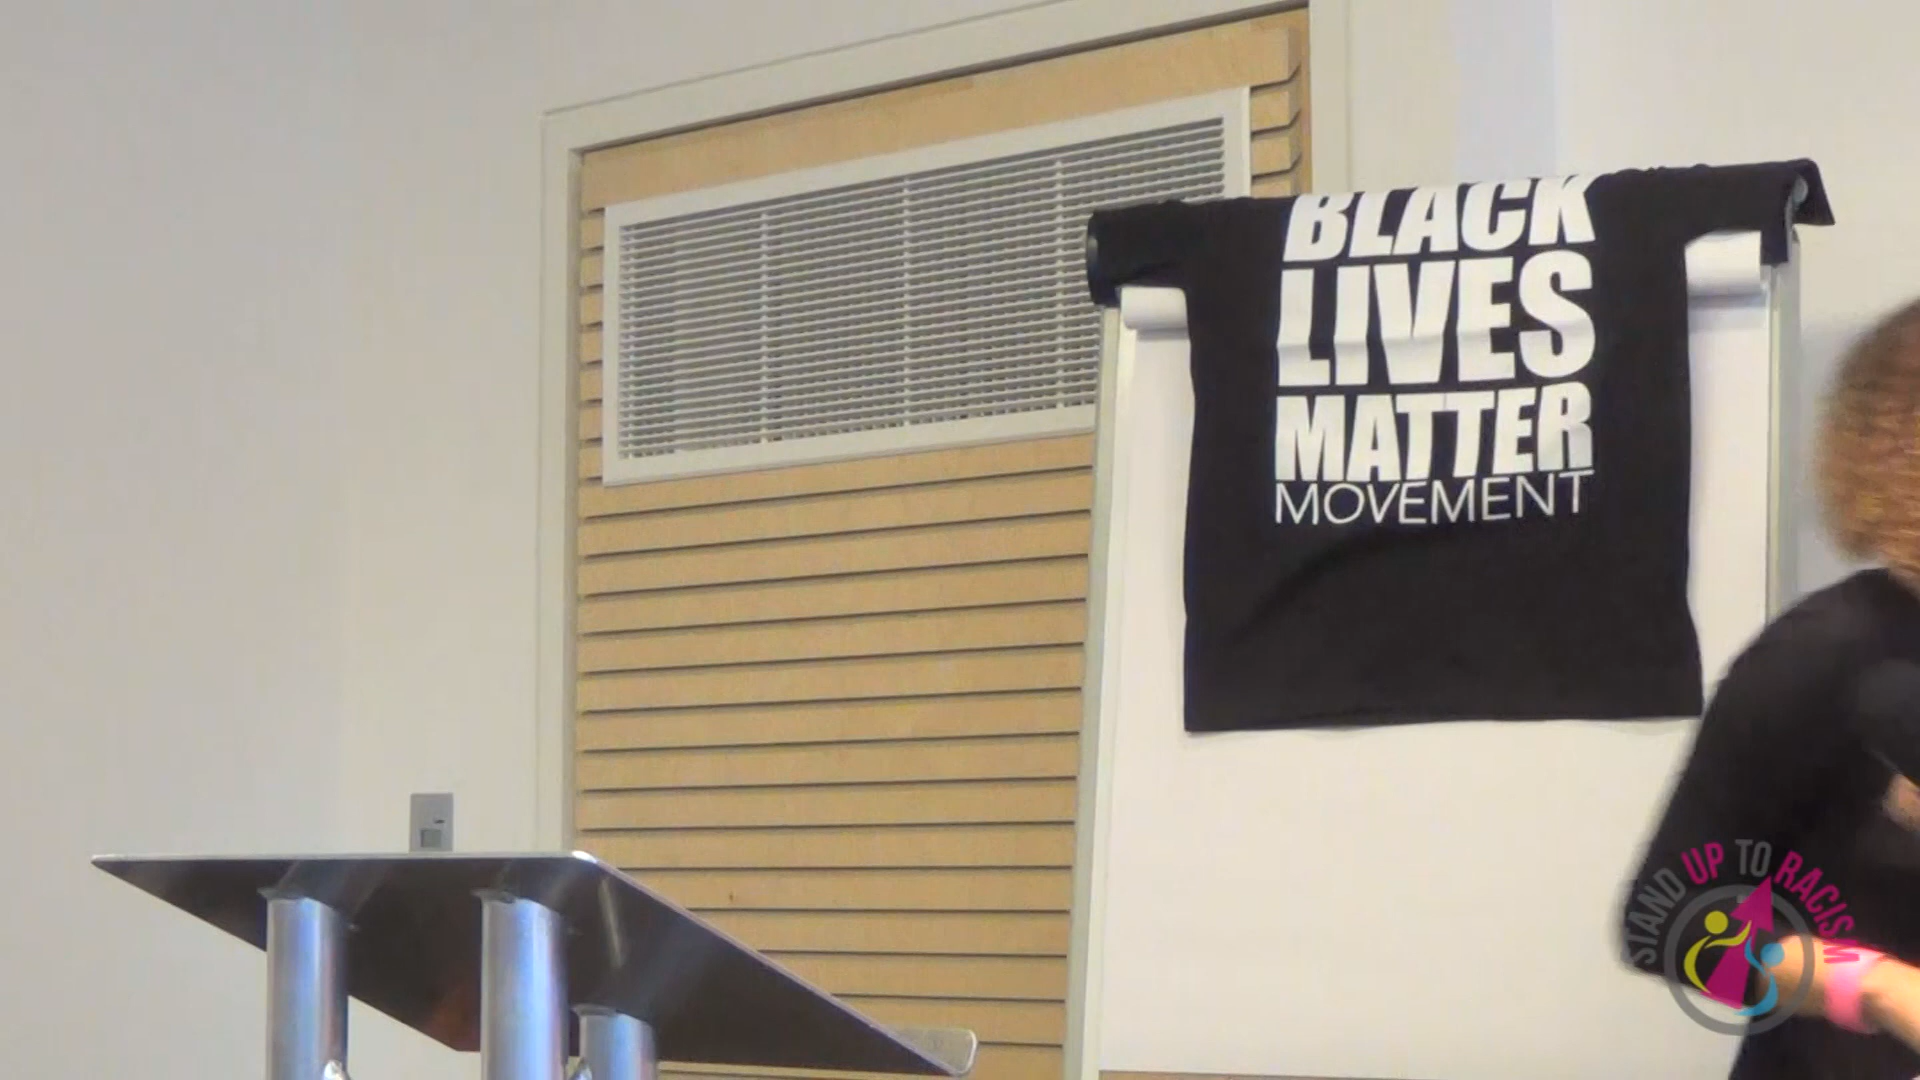 BLACK
LIVES
MATTER
MOVEMENT
STAND UP TO RACISM